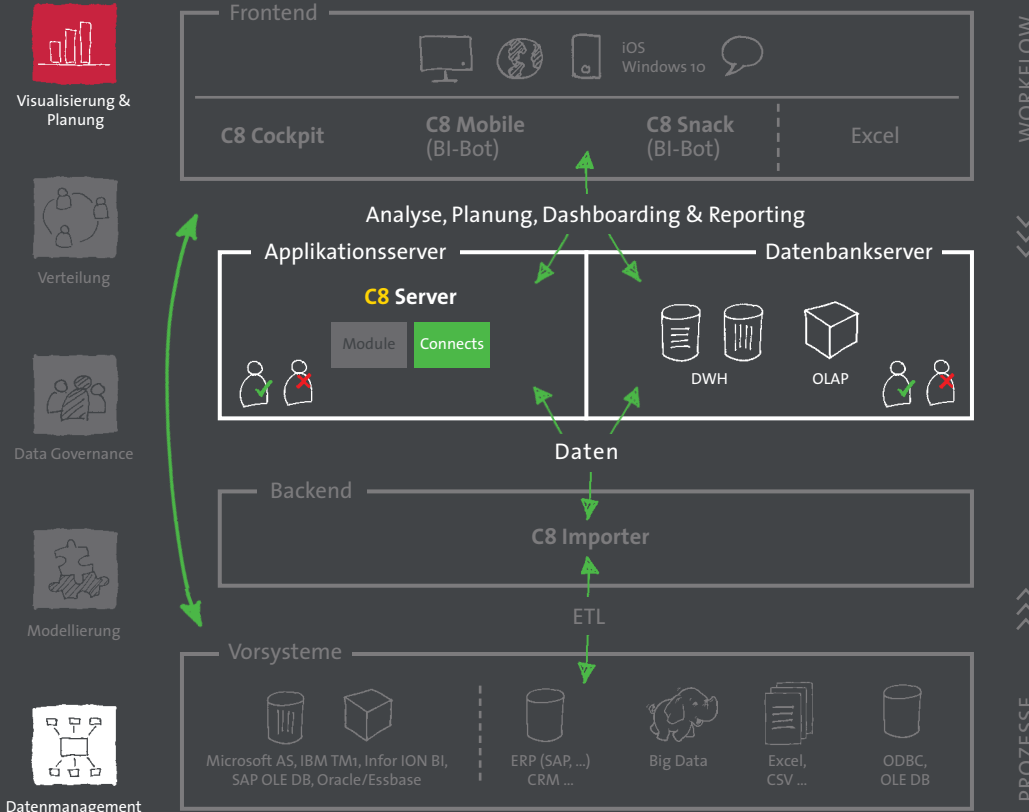 Frontend
iOS
Windows 10
C8 Cockpit
C8 Mobile
(BI-Bot)
C8 Snack
(BI-Bot)
Excel
Visualisierung &
Planung
Verteilung
Data Governance
Modellierung
Datenmanagement
Analyse, Planung, Dashboarding & Reporting
Applikationsserver
C8 Server
Module
Connects
Datenbankserver
DWH
OLAP
Daten
Backend
C8 Importer
ETL
Vorsysteme
Microsoft AS, IBM TM1, Infor ION BI,
SAP OLE DB, Oracle/Essbase
ERP (SAP, ...)
CRM ...
Big Data
Excel,
CSV ...
ODBC,
OLE DB
WORKFLOW
PROZESSE